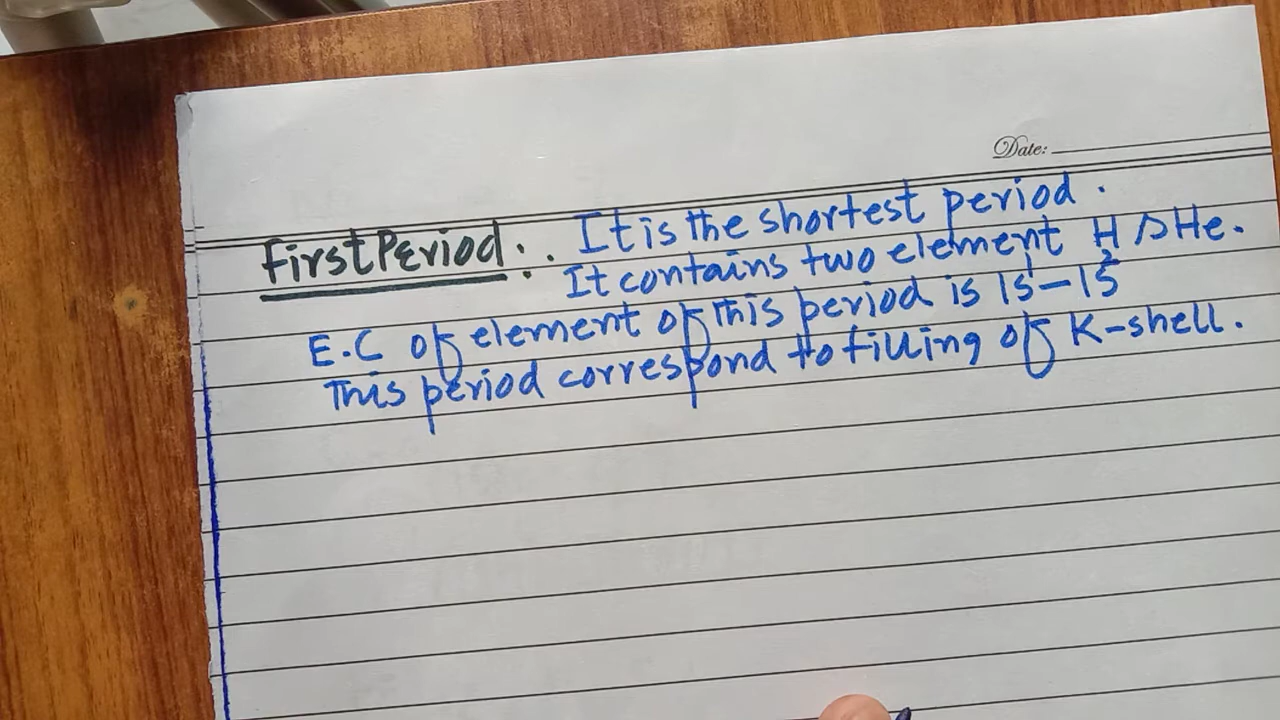 Date:
First Period:. It is the shortest period.
It contains two element H & He.
E.C of element of this period is 1s¹-1s²
This period correspond to filling of K-shell.